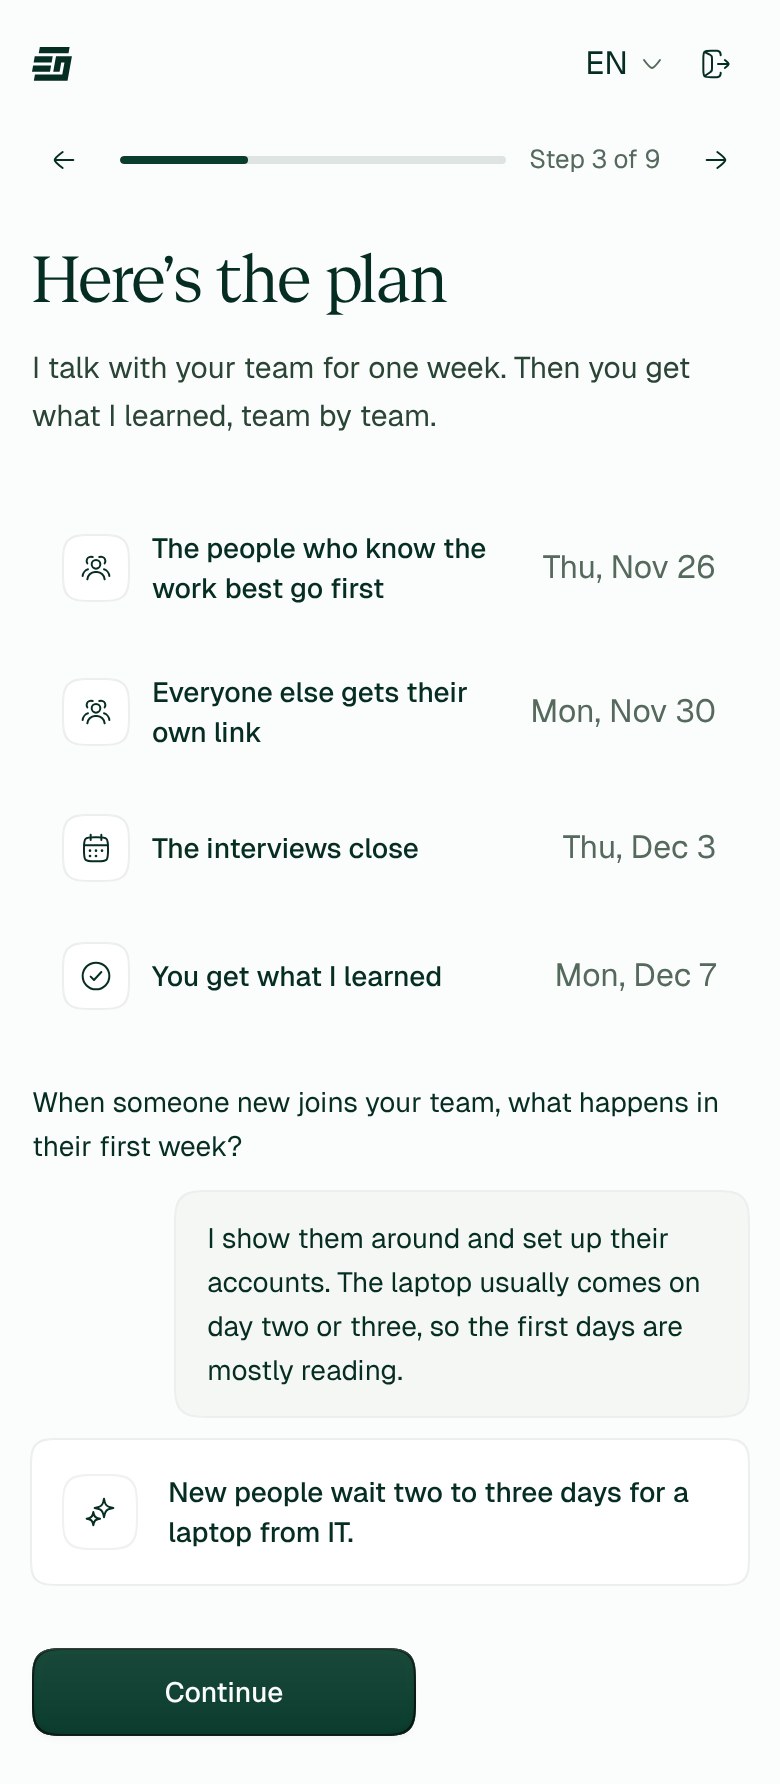 EN
Step 3 of 9
Here's the plan
I talk with your team for one week. Then you get
what I learned, team by team.
The people who know the
work best go first
Thu, Nov 26
Everyone else gets their
own link
Mon, Nov 30
The interviews close
Thu, Dec 3
You get what I learned
Mon, Dec 7
When someone new joins your team, what happens in
their first week?
I show them around and set up their
accounts. The laptop usually comes on
day two or three, so the first days are
mostly reading.
New people wait two to three days for a
laptop from IT.
Continue